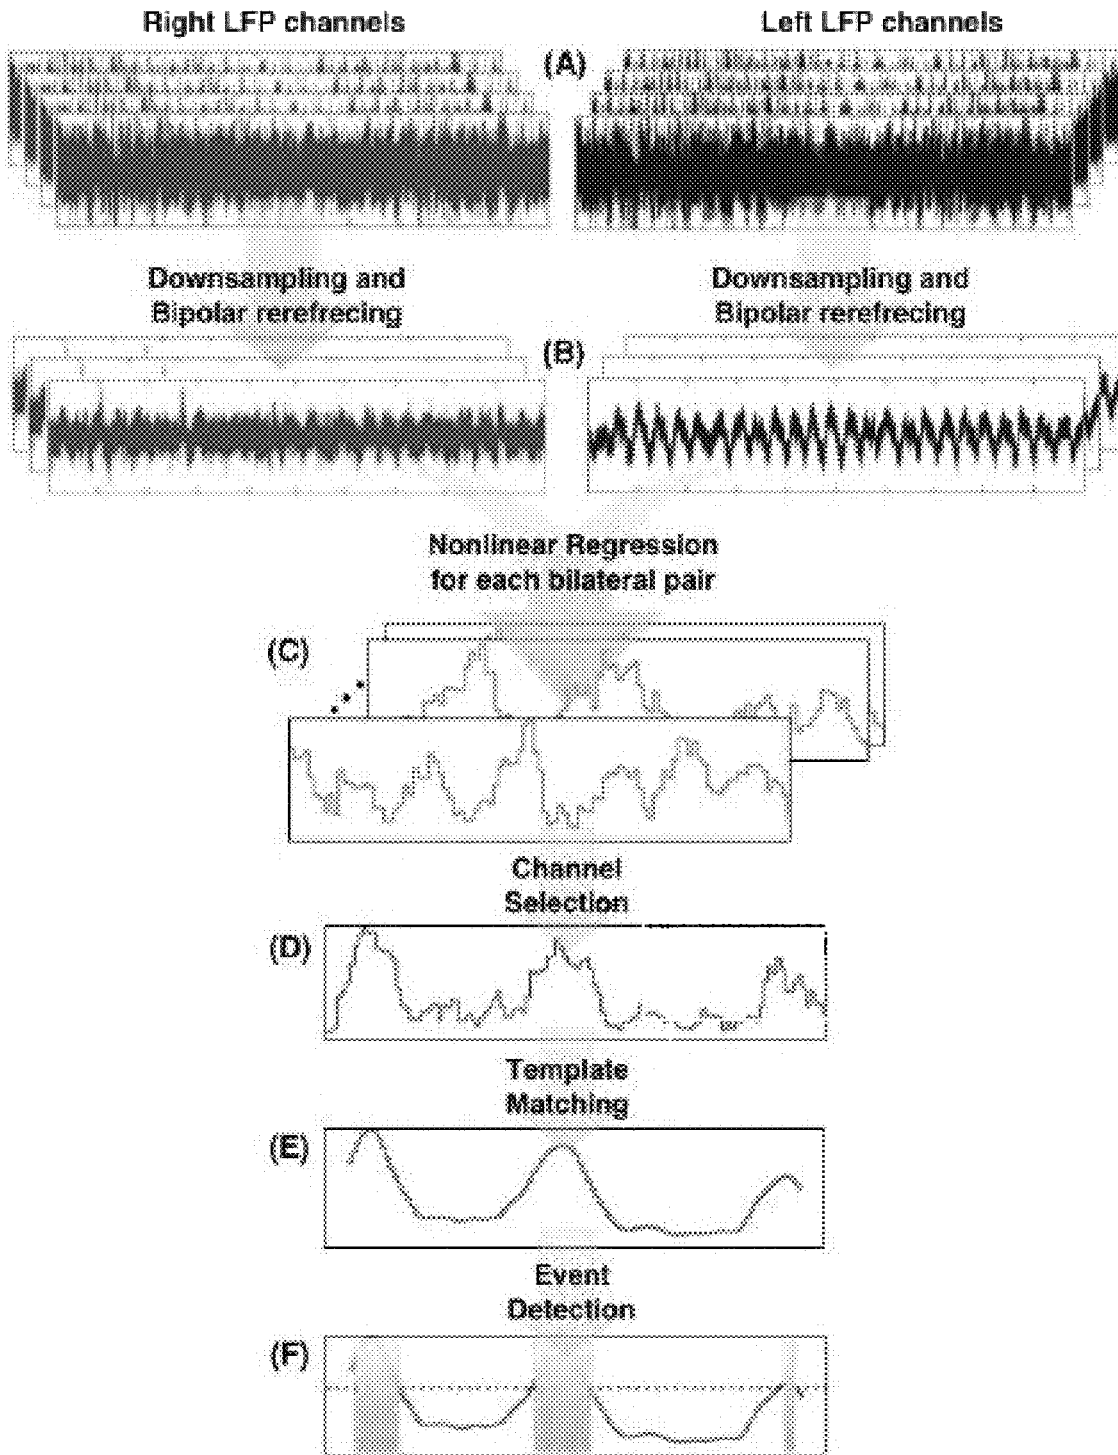 Right LFP channels
Left LFP channels
(A)
Downsampling and
Bipolar rerefrecing
Downsampling and
Bipolar rerefrecing
(B)
Nonlinear Regression
for each bilateral pair
(C)
Channel
Selection
(D)
Template
Matching
(E)
Event
Detection
(F)